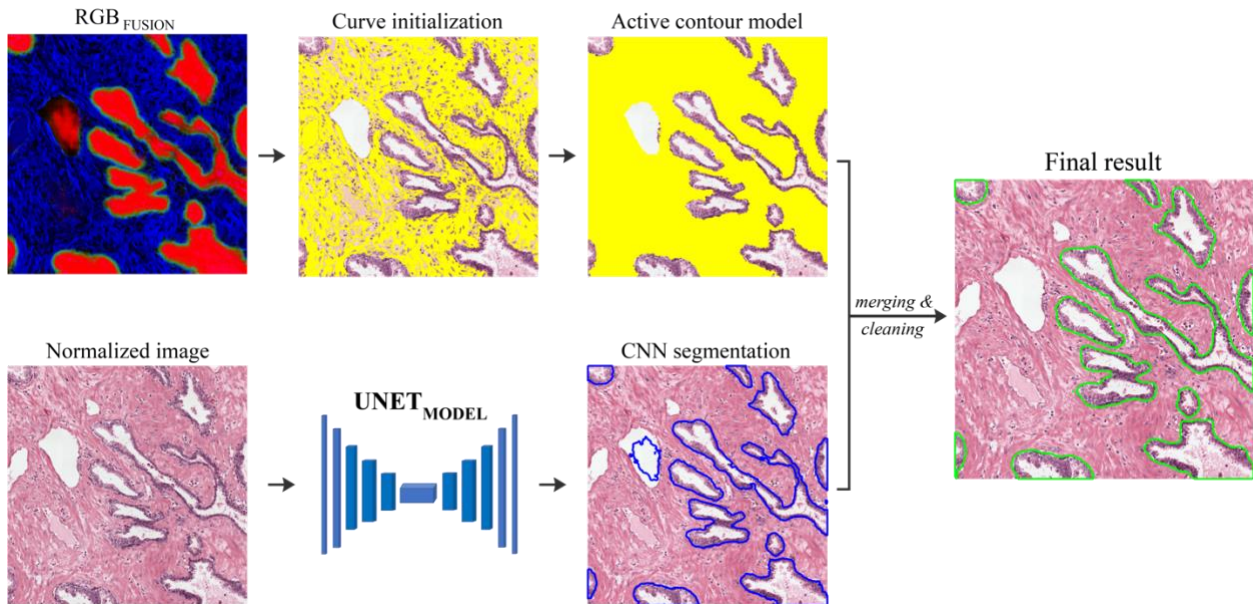 RGB FUSION
Curve initialization
Active contour model
Final result
merging &
cleaning
Normalized image
UNET MODEL
CNN segmentation